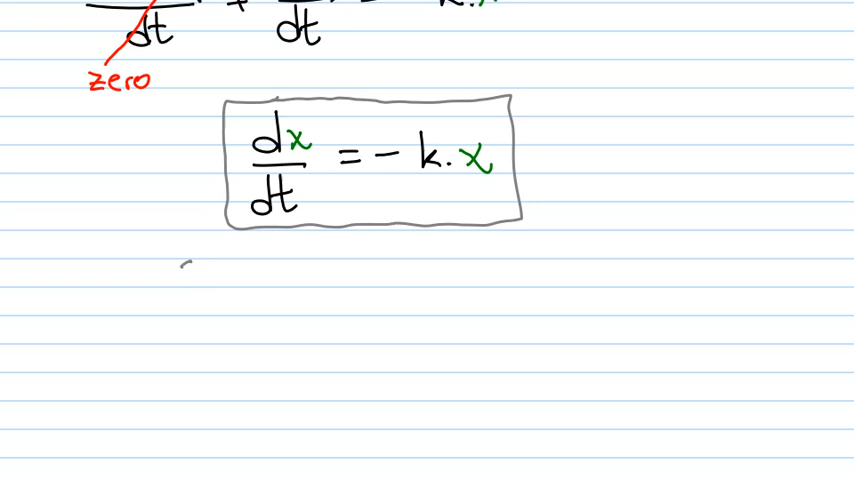 dt + dt = - k.x
zero
dx/dt = - k.x